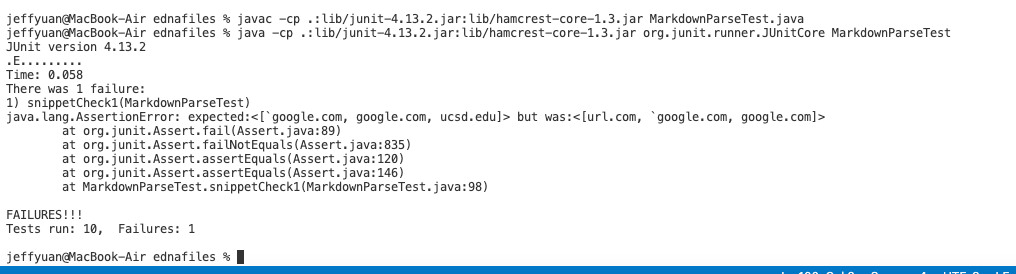 jeffyuan@MacBook-Air ednafiles % javac -cp .:lib/junit-4.13.2.jar:lib/hamcrest-core-1.3.jar MarkdownParseTest.java
jeffyuan@MacBook-Air ednafiles % java -cp .:lib/junit-4.13.2.jar:lib/hamcrest-core-1.3.jar org.junit.runner.JUnitCore MarkdownParseTest
JUnit version 4.13.2
.E.........
Time: 0.058
There was 1 failure:
1) snippetCheck1(MarkdownParseTest)
java.lang.AssertionError: expected:<[`google.com, google.com, ucsd.edu]> but was:<[url.com, `google.com, google.com]>
        at org.junit.Assert.fail(Assert.java:89)
        at org.junit.Assert.failNotEquals(Assert.java:835)
        at org.junit.Assert.assertEquals(Assert.java:120)
        at org.junit.Assert.assertEquals(Assert.java:146)
        at MarkdownParseTest.snippetCheck1(MarkdownParseTest.java:98)
FAILURES!!!
Tests run: 10,  Failures: 1
jeffyuan@MacBook-Air ednafiles %